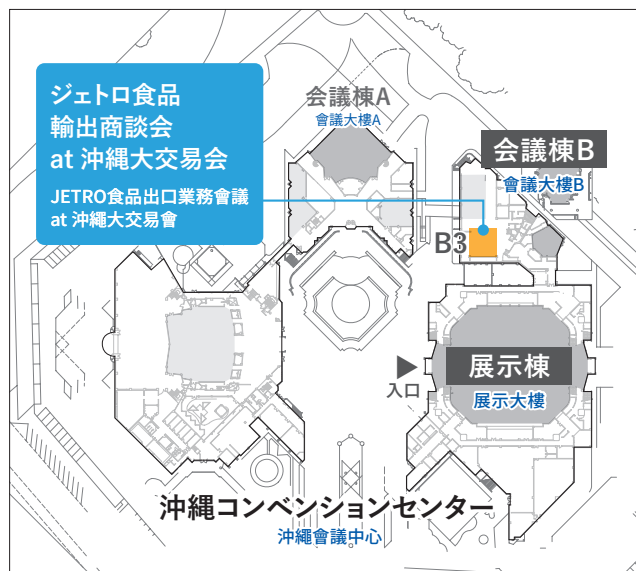 ジェトロ食品
輸出商談会
at 沖縄大交易会
JETRO食品出口業務會議
at 沖繩大交易會
会議棟A
會議大樓A
会議棟B
會議大樓B
B3
展示棟
展示大樓
入口
沖縄コンベンションセンター
沖繩會議中心